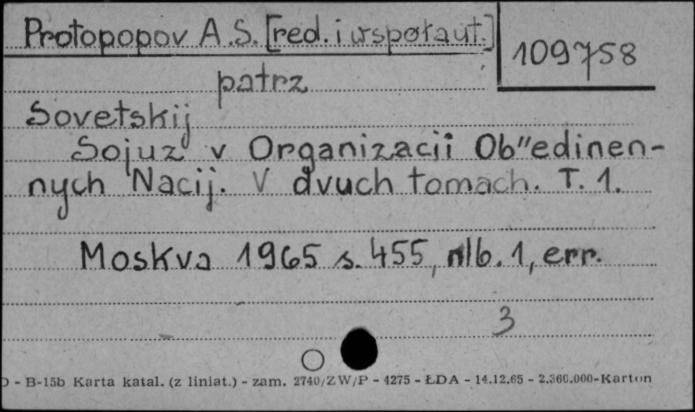 Protopopov A.S. [red. i współaut.]
109758
patrz
Sovetskij
Sojuz v Organizacii Ob"edinen-
nych Nacij. V dvuch tomach. T. 1.
Moskva 1965 s. 455, nlb. 1, err.
3
- B-15b Karta katal. (z liniat.) - zam. 2740/ZW/P - 4275 - ŁDA - 14.12.65 - 2.360.000-Karton